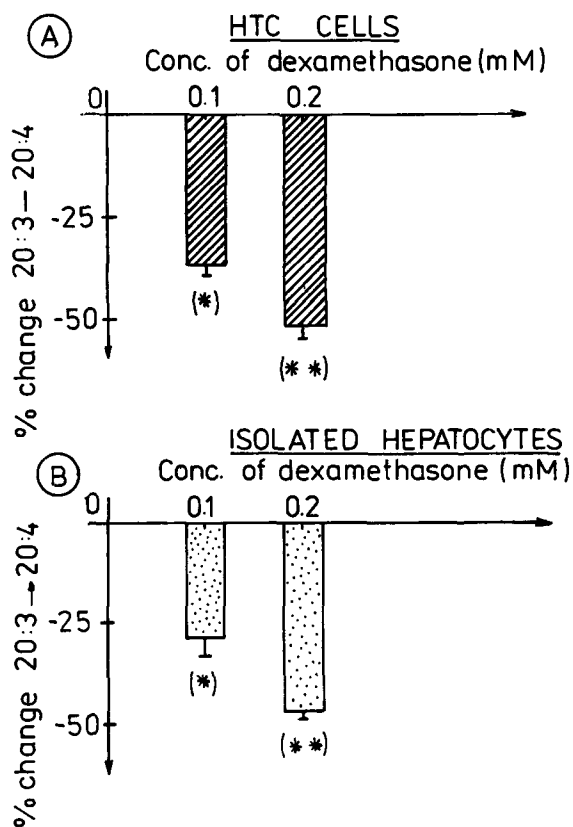 A
HTC CELLS
Conc. of dexamethasone (mM)
0 0.1 0.2
-25
-50
% change 20:3 — 20:4
(*)
(**)
B
ISOLATED HEPATOCYTES
Conc. of dexamethasone (mM)
0 0.1 0.2
-25
-50
% change 20:3→20:4
(*)
(**)